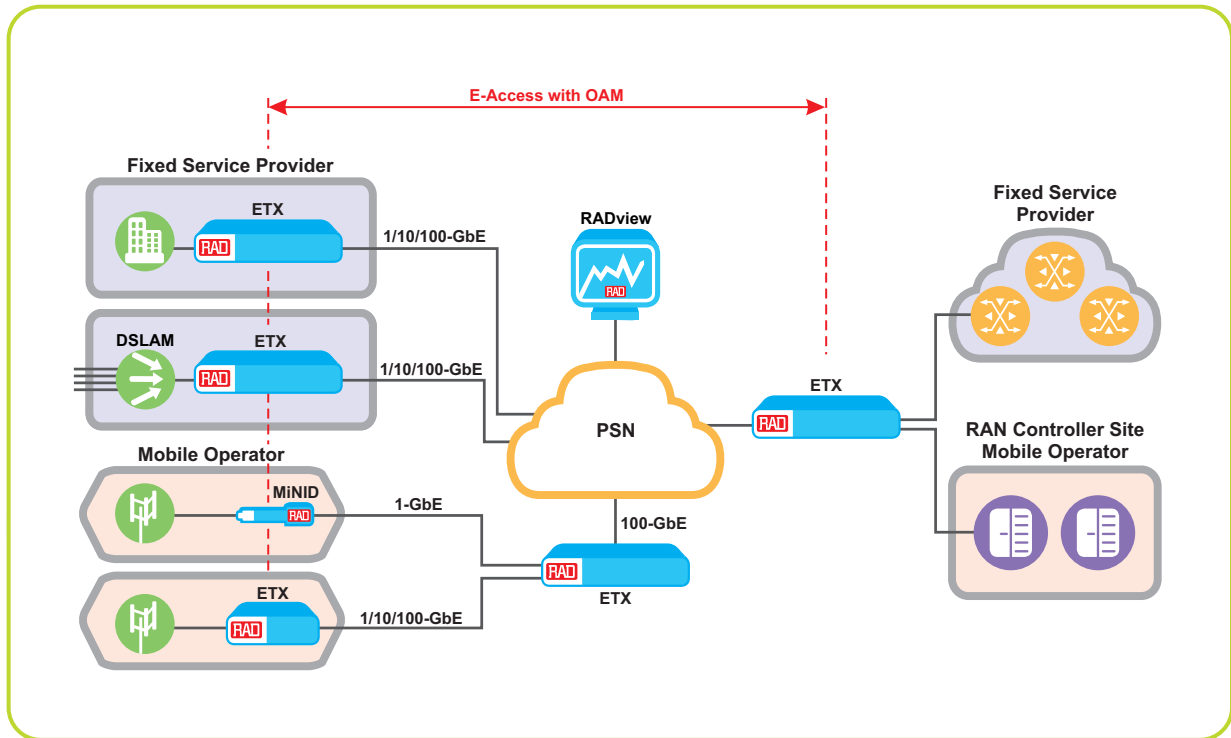 E-Access with OAM
Fixed Service Provider
ETX
RAD
1/10/100-GbE
DSLAM
ETX
RAD
1/10/100-GbE
Mobile Operator
MiNID
RAD
1-GbE
ETX
RAD
1/10/100-GbE
RADview
RAD
PSN
100-GbE
RAD
ETX
ETX
RAD
Fixed Service
Provider
RAN Controller Site
Mobile Operator